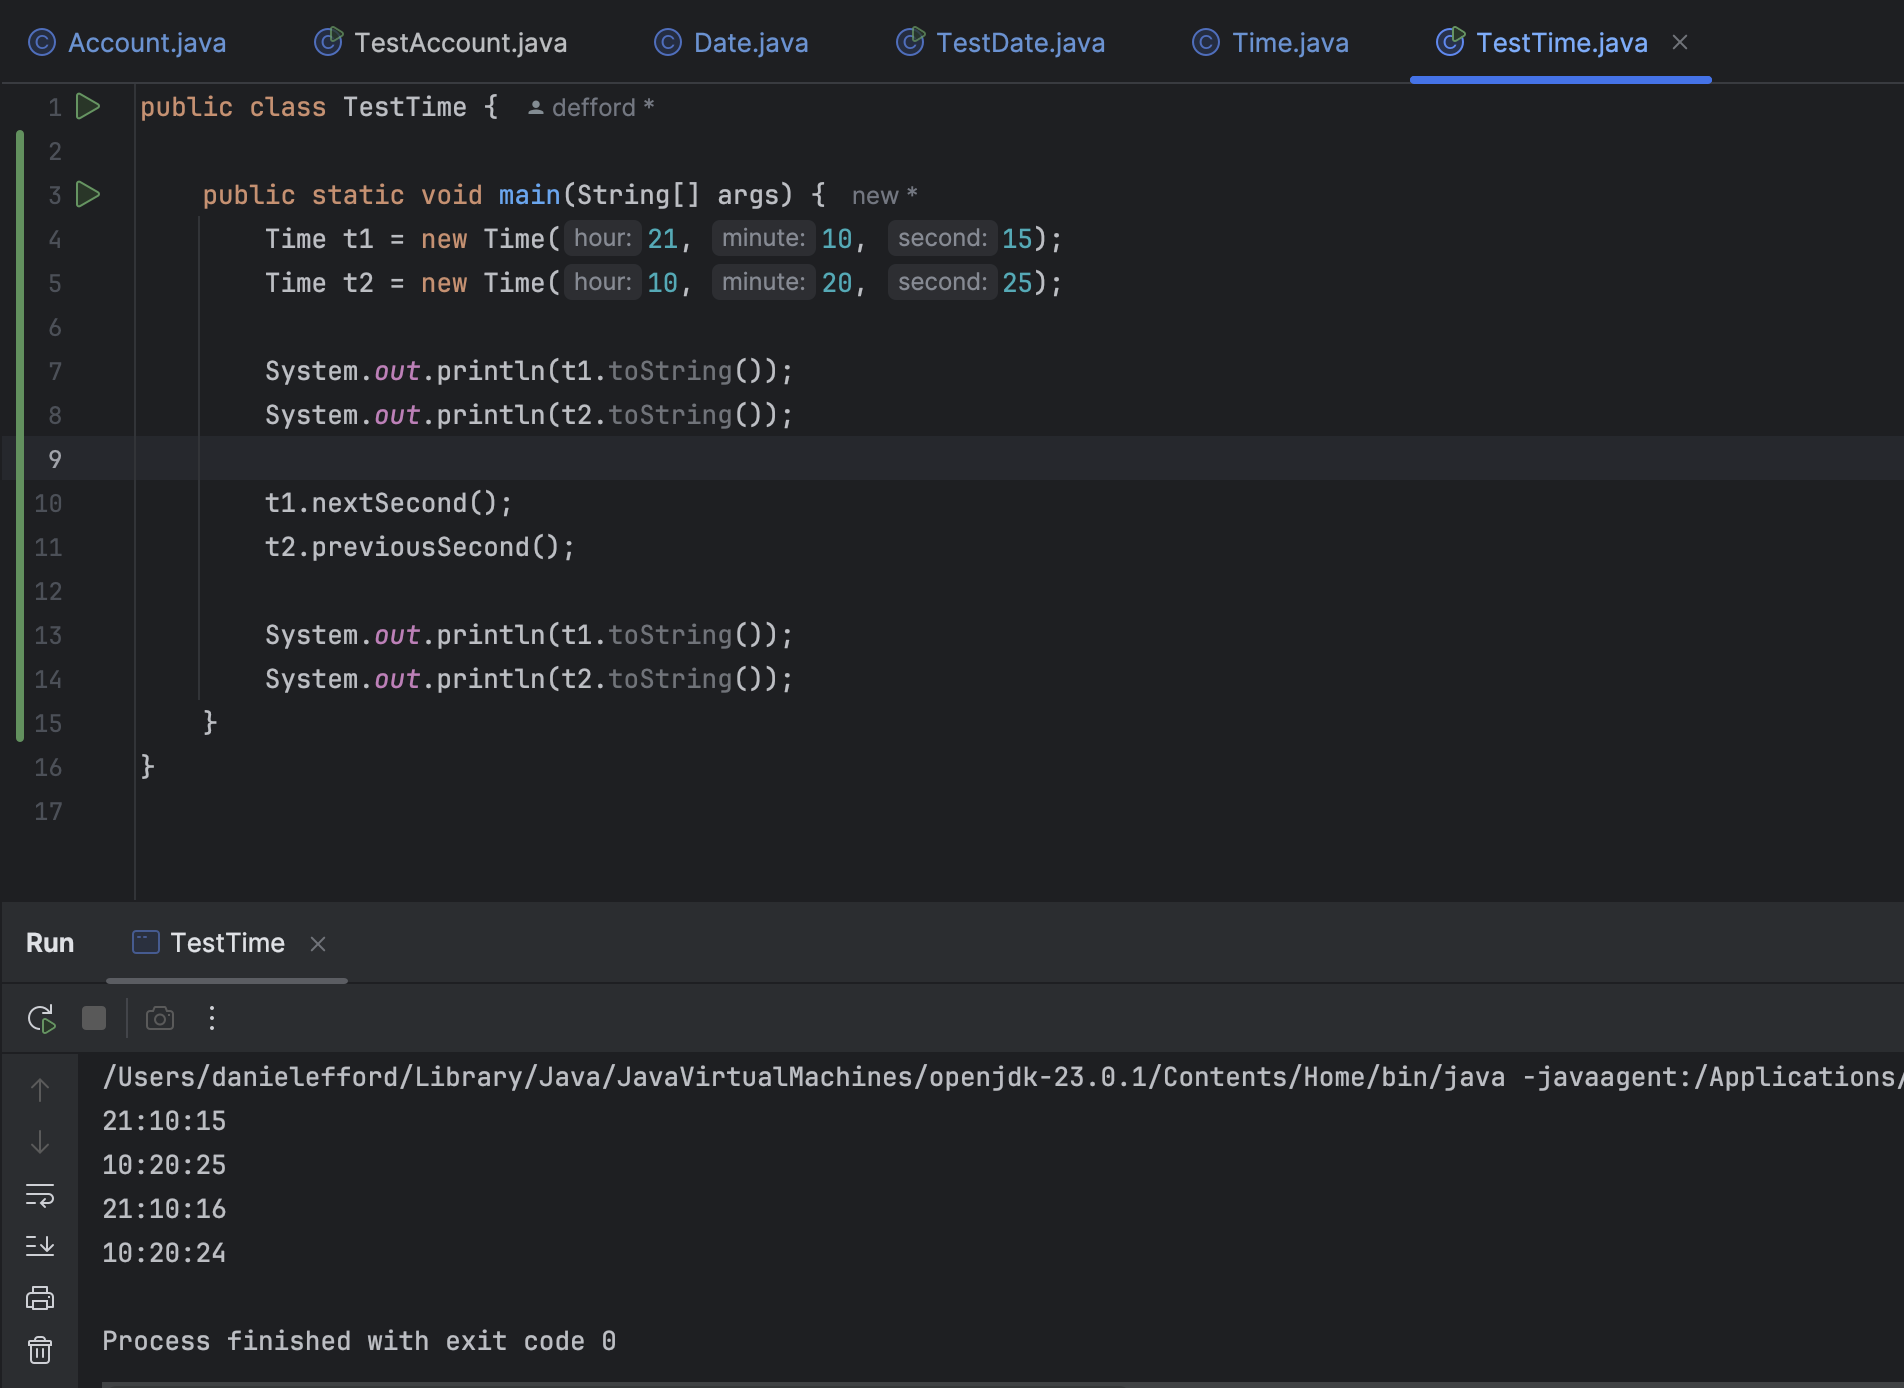 Account.java TestAccount.java Date.java TestDate.java Time.java TestTime.java
1 public class TestTime { defford *
2
3 public static void main(String[] args) { new *
4 Time t1 = new Time( hour: 21, minute: 10, second: 15);
5 Time t2 = new Time( hour: 10, minute: 20, second: 25);
6
7 System.out.println(t1.toString());
8 System.out.println(t2.toString());
9
10 t1.nextSecond();
11 t2.previousSecond();
12
13 System.out.println(t1.toString());
14 System.out.println(t2.toString());
15 }
16 }
17
Run TestTime
/Users/danielefford/Library/Java/JavaVirtualMachines/openjdk-23.0.1/Contents/Home/bin/java -javaagent:/Applications/
21:10:15
10:20:25
21:10:16
10:20:24
Process finished with exit code 0